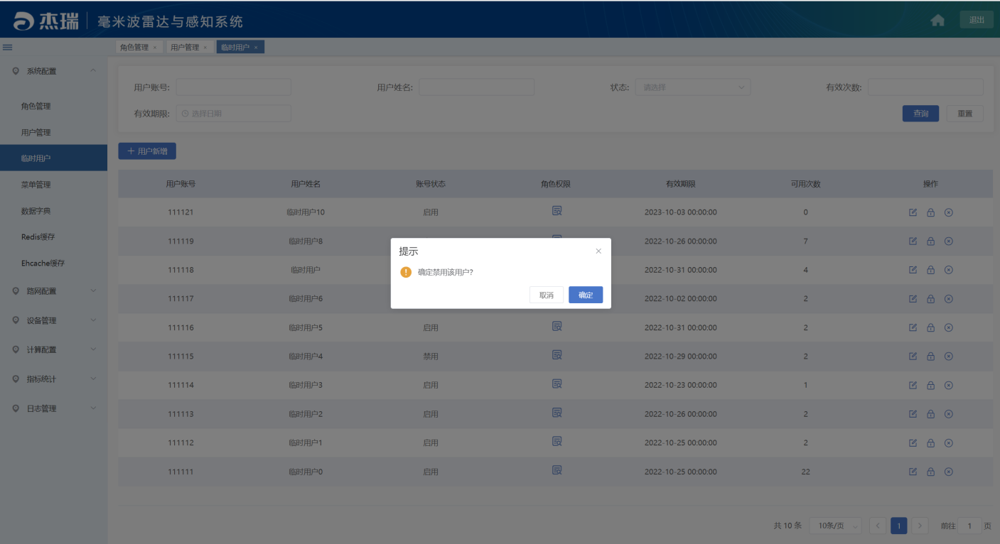 杰瑞 毫米波雷达与感知系统 退出
角色管理 × 用户管理 × 临时用户 ×
系统配置
角色管理
用户管理
临时用户
菜单管理
数据字典
Redis缓存
Ehcache缓存
路网配置
设备管理
计算配置
指标统计
日志管理
用户账号: 用户姓名: 状态: 请选择 有效次数:
有效期限: 选择日期 查询 重置
+ 用户新增
用户账号 用户姓名 账号状态 角色权限 有效期限 可用次数 操作
111121 临时用户10 启用 2023-10-03 00:00:00 0
111119 临时用户8 2022-10-26 00:00:00 7
111118 临时用户 2022-10-31 00:00:00 4
111117 临时用户6 2022-10-02 00:00:00 2
111116 临时用户5 启用 2022-10-31 00:00:00 2
111115 临时用户4 禁用 2022-10-29 00:00:00 2
111114 临时用户3 启用 2022-10-23 00:00:00 1
111113 临时用户2 启用 2022-10-26 00:00:00 2
111112 临时用户1 启用 2022-10-25 00:00:00 2
111111 临时用户0 启用 2022-10-25 00:00:00 22
提示
确定禁用该用户?
取消 确定
共 10 条 10条/页 < 1 > 前往 1 页